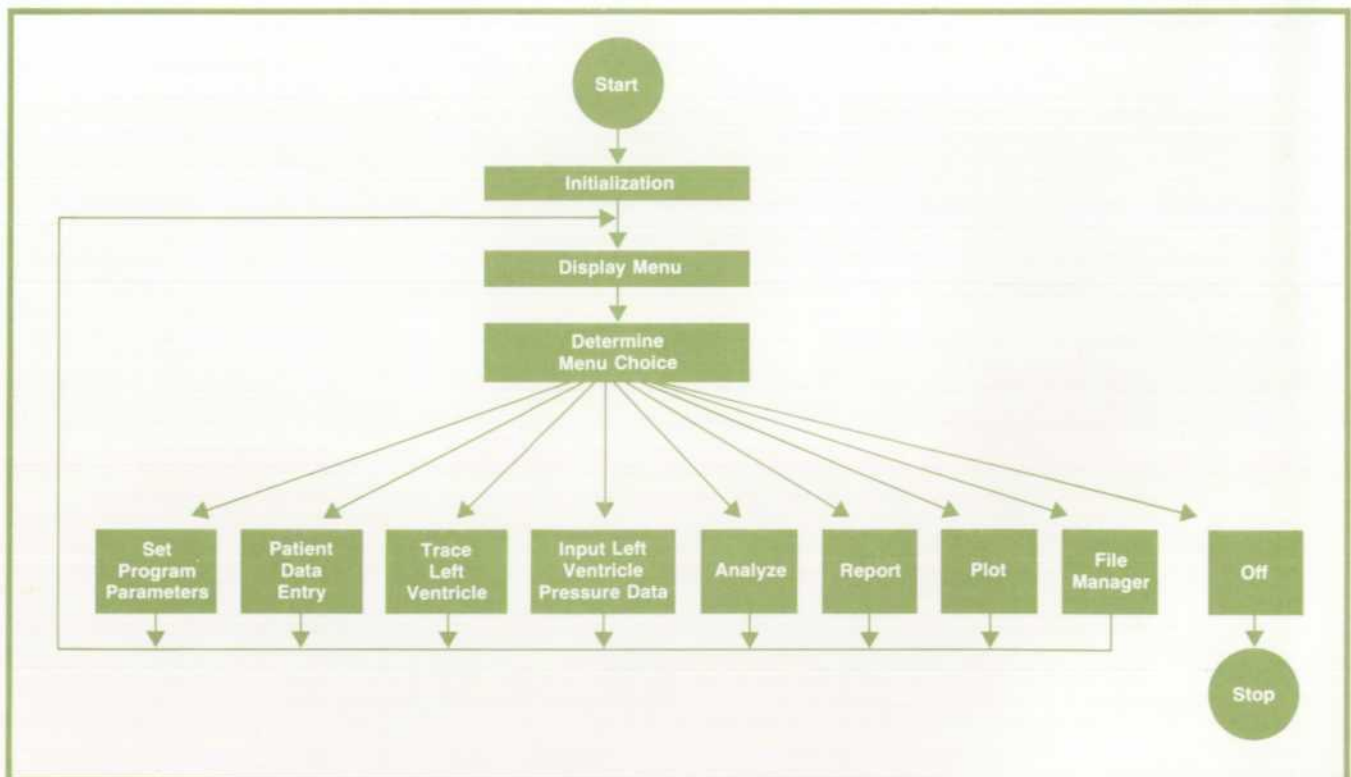 Start
Initialization
Display Menu
Determine
Menu Choice
Set
Program
Parameters
Patient
Data
Entry
Trace
Left
Ventricle
Input Left
Ventricle
Pressure Data
Analyze
Report
Plot
File
Manager
Off
Stop